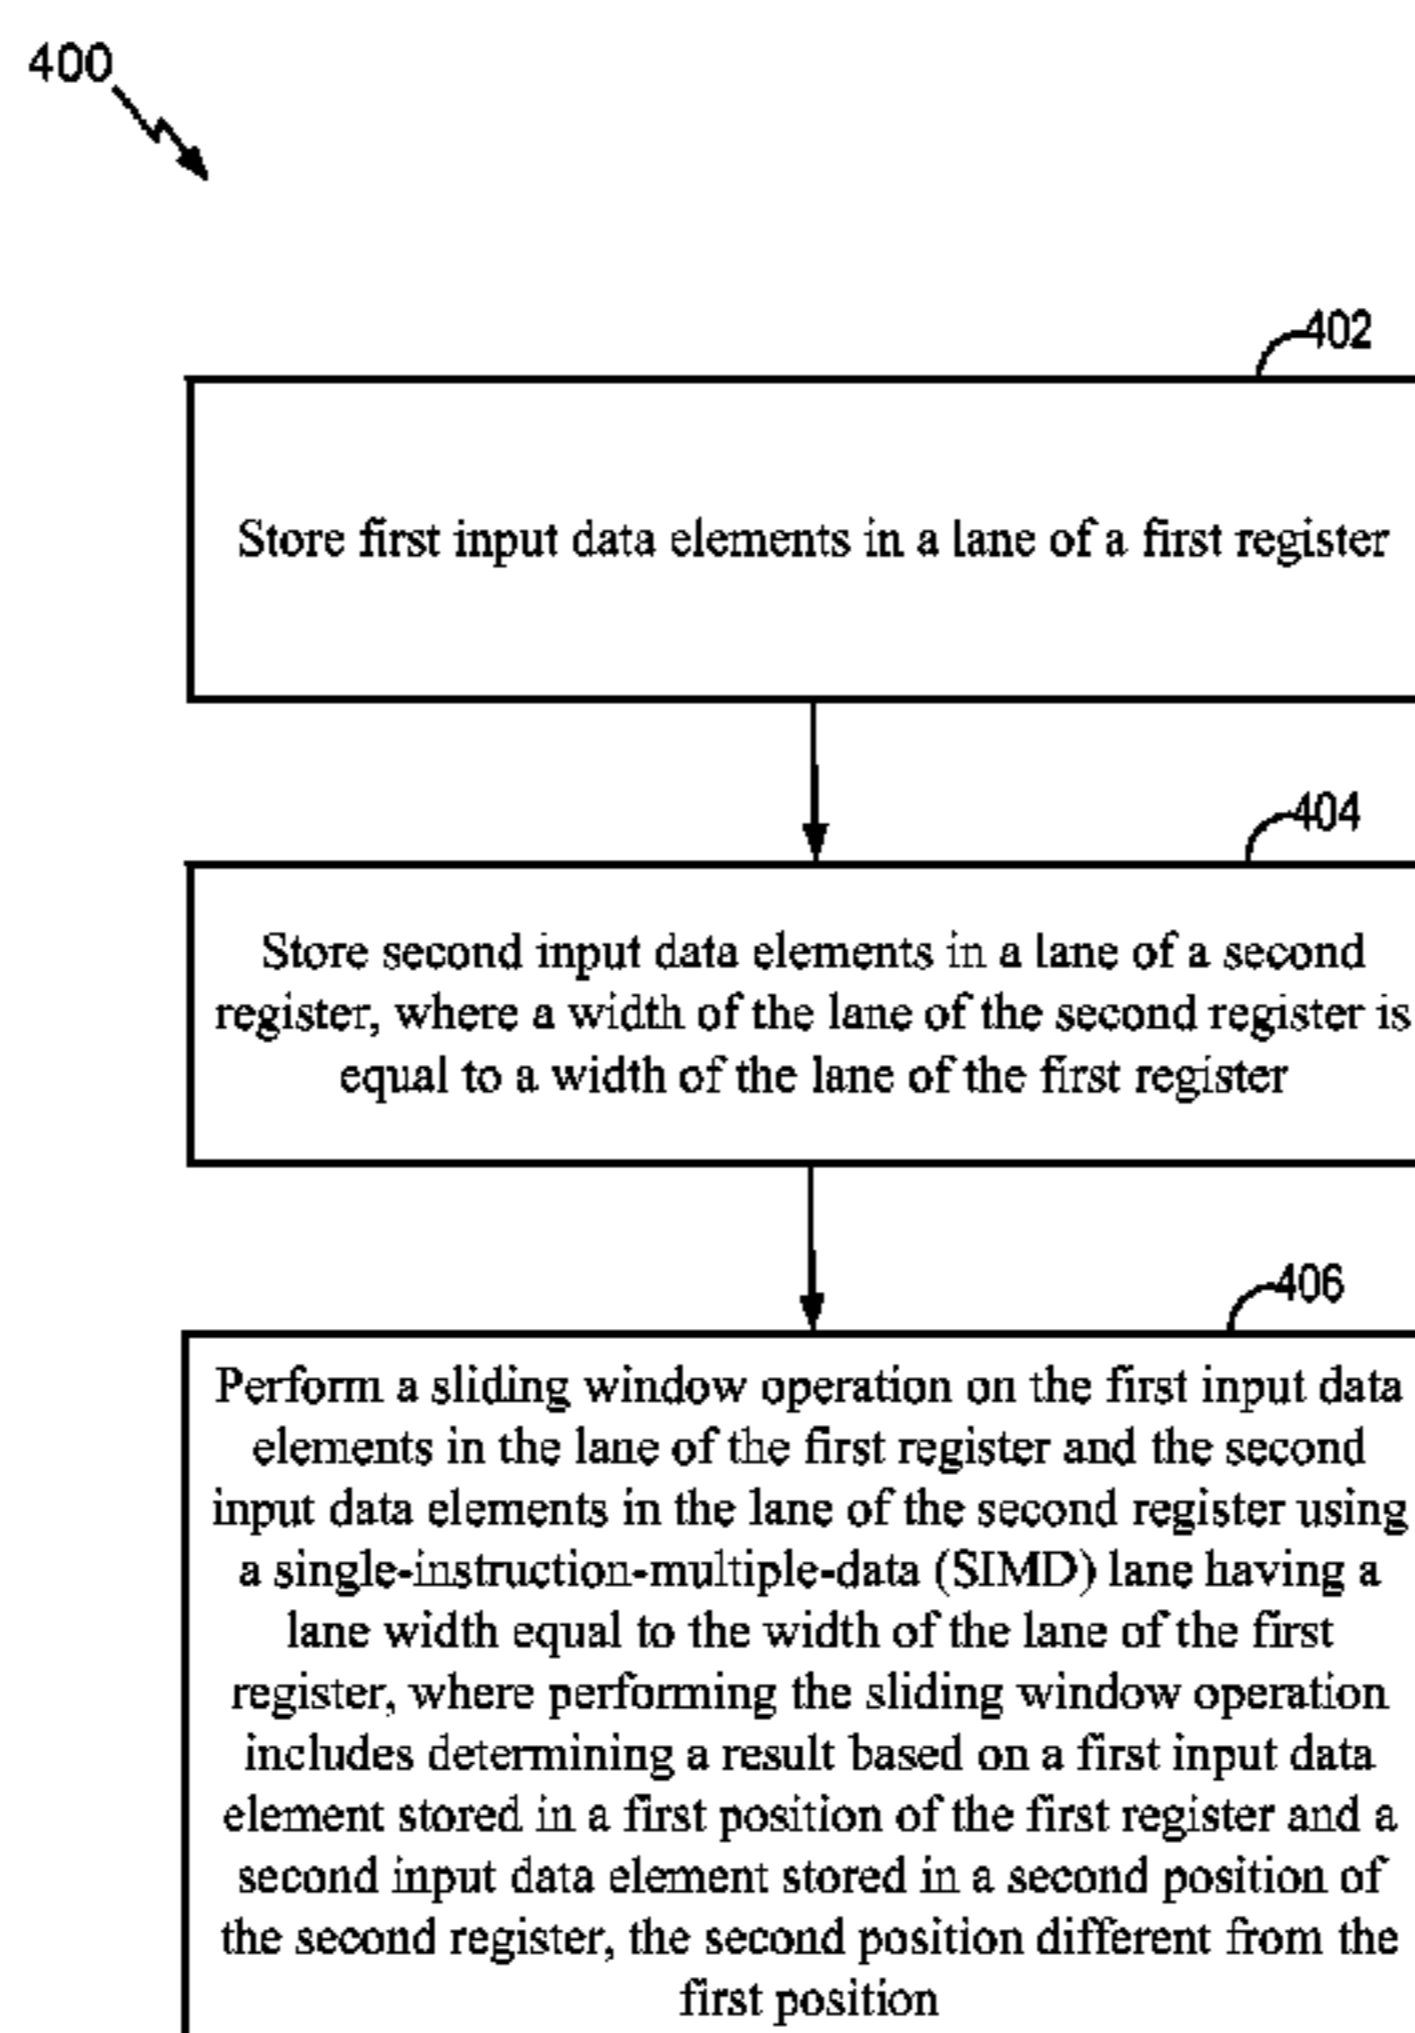 400
402
Store first input data elements in a lane of a first register
404
Store second input data elements in a lane of a second
register, where a width of the lane of the second register is
equal to a width of the lane of the first register
406
Perform a sliding window operation on the first input data
elements in the lane of the first register and the second
input data elements in the lane of the second register using
a single-instruction-multiple-data (SIMD) lane having a
lane width equal to the width of the lane of the first
register, where performing the sliding window operation
includes determining a result based on a first input data
element stored in a first position of the first register and a
second input data element stored in a second position of
the second register, the second position different from the
first position